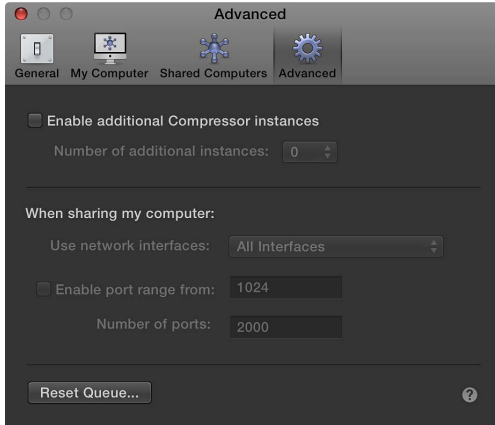 Advanced
General My Computer Shared Computers Advanced
Enable additional Compressor instances
Number of additional instances: 0
When sharing my computer:
Use network interfaces: All Interfaces
Enable port range from: 1024
Number of ports: 2000
Reset Queue... ?